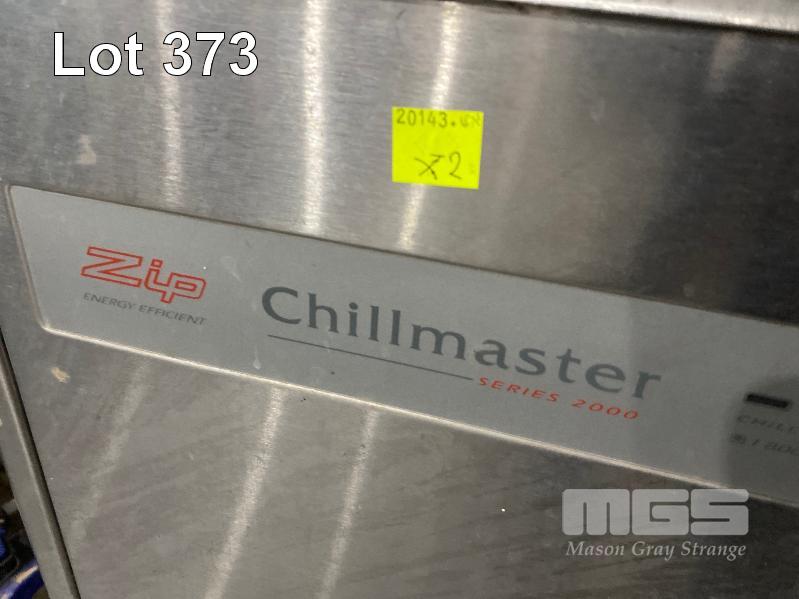 Lot 373
20143.
X2
Zip
ENERGY EFFICIENT
Chillmaster
SERIES 2000
MGS
Mason Gray Strange